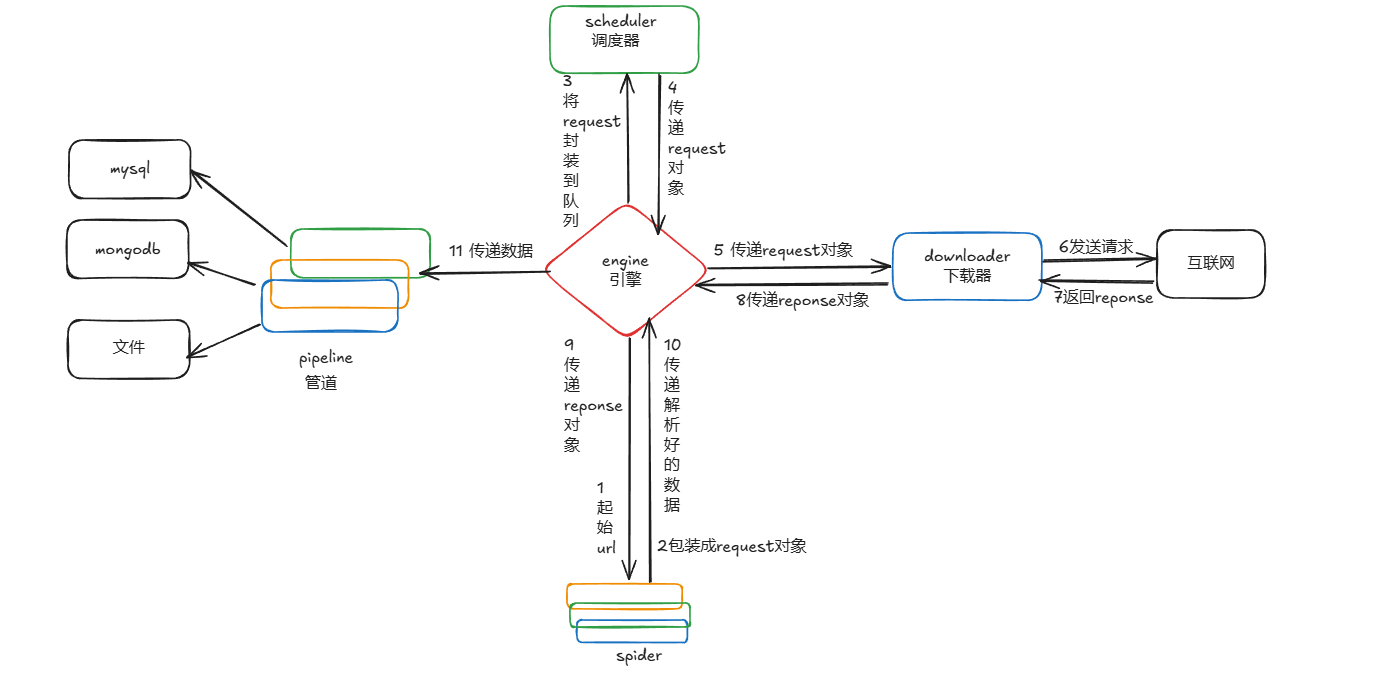 scheduler
调度器
3
将
request
封
装
到
队
列
4
传
递
request
对
象
mysql
mongodb
文件
pipeline
管道
11 传递数据
engine
引擎
5 传递request对象
8传递reponse对象
downloader
下载器
6发送请求
7返回reponse
互联网
9
传
递
reponse
对
象
10
传
递
解
析
好
的
数
据
1
起
始
url
2包装成request对象
spider